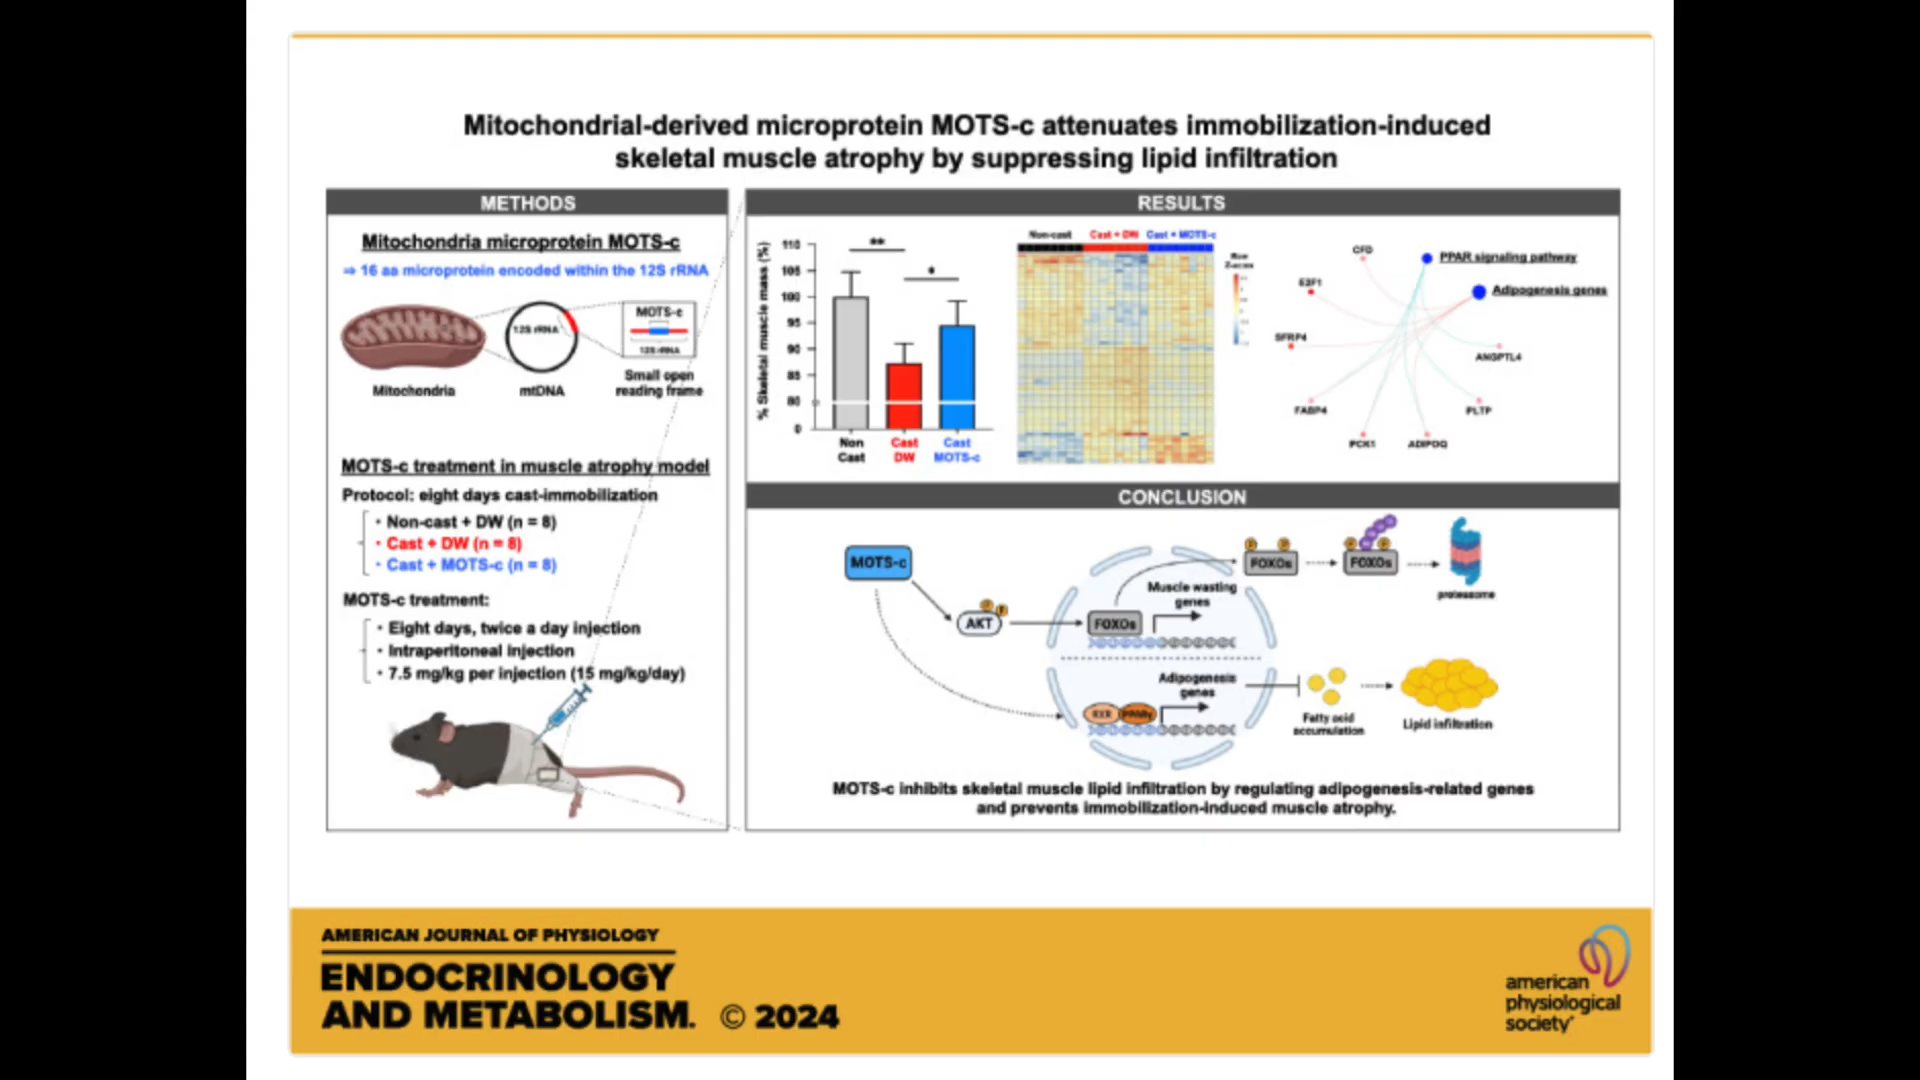 Mitochondrial-derived microprotein MOTS-c attenuates immobilization-induced
skeletal muscle atrophy by suppressing lipid infiltration
METHODS
Mitochondria microprotein MOTS-c
⇒ 16 aa microprotein encoded within the 12S rRNA
12S rRNA
MOTS-c
12S rRNA
Mitochondria
mtDNA
Small open
reading frame
MOTS-c treatment in muscle atrophy model
Protocol: eight days cast-immobilization
• Non-cast + DW (n = 8)
• Cast + DW (n = 8)
• Cast + MOTS-c (n = 8)
MOTS-c treatment:
• Eight days, twice a day injection
• Intraperitoneal injection
• 7.5 mg/kg per injection (15 mg/kg/day)
RESULTS
% Skeletal muscle mass (%)
110
105
100
95
90
85
80
0
**
*
Non
Cast
Cast
DW
Cast
MOTS-c
Non-cast
Cast + DW
Cast + MOTS-c
Row
Z-score
CFD
PPAR signaling pathway
E2F1
Adipogenesis genes
SFRP4
ANGPTL4
FABP4
PLTP
PCK1
ADIPOQ
CONCLUSION
MOTS-c
P
P
AKT
FOXOs
Muscle wasting
genes
P
P
FOXOs
P
P
FOXOs
proteasome
Adipogenesis
genes
RXR
PPARγ
Fatty acid
accumulation
Lipid infiltration
MOTS-c inhibits skeletal muscle lipid infiltration by regulating adipogenesis-related genes
and prevents immobilization-induced muscle atrophy.
AMERICAN JOURNAL OF PHYSIOLOGY
ENDOCRINOLOGY
AND METABOLISM. © 2024
american
physiological
society